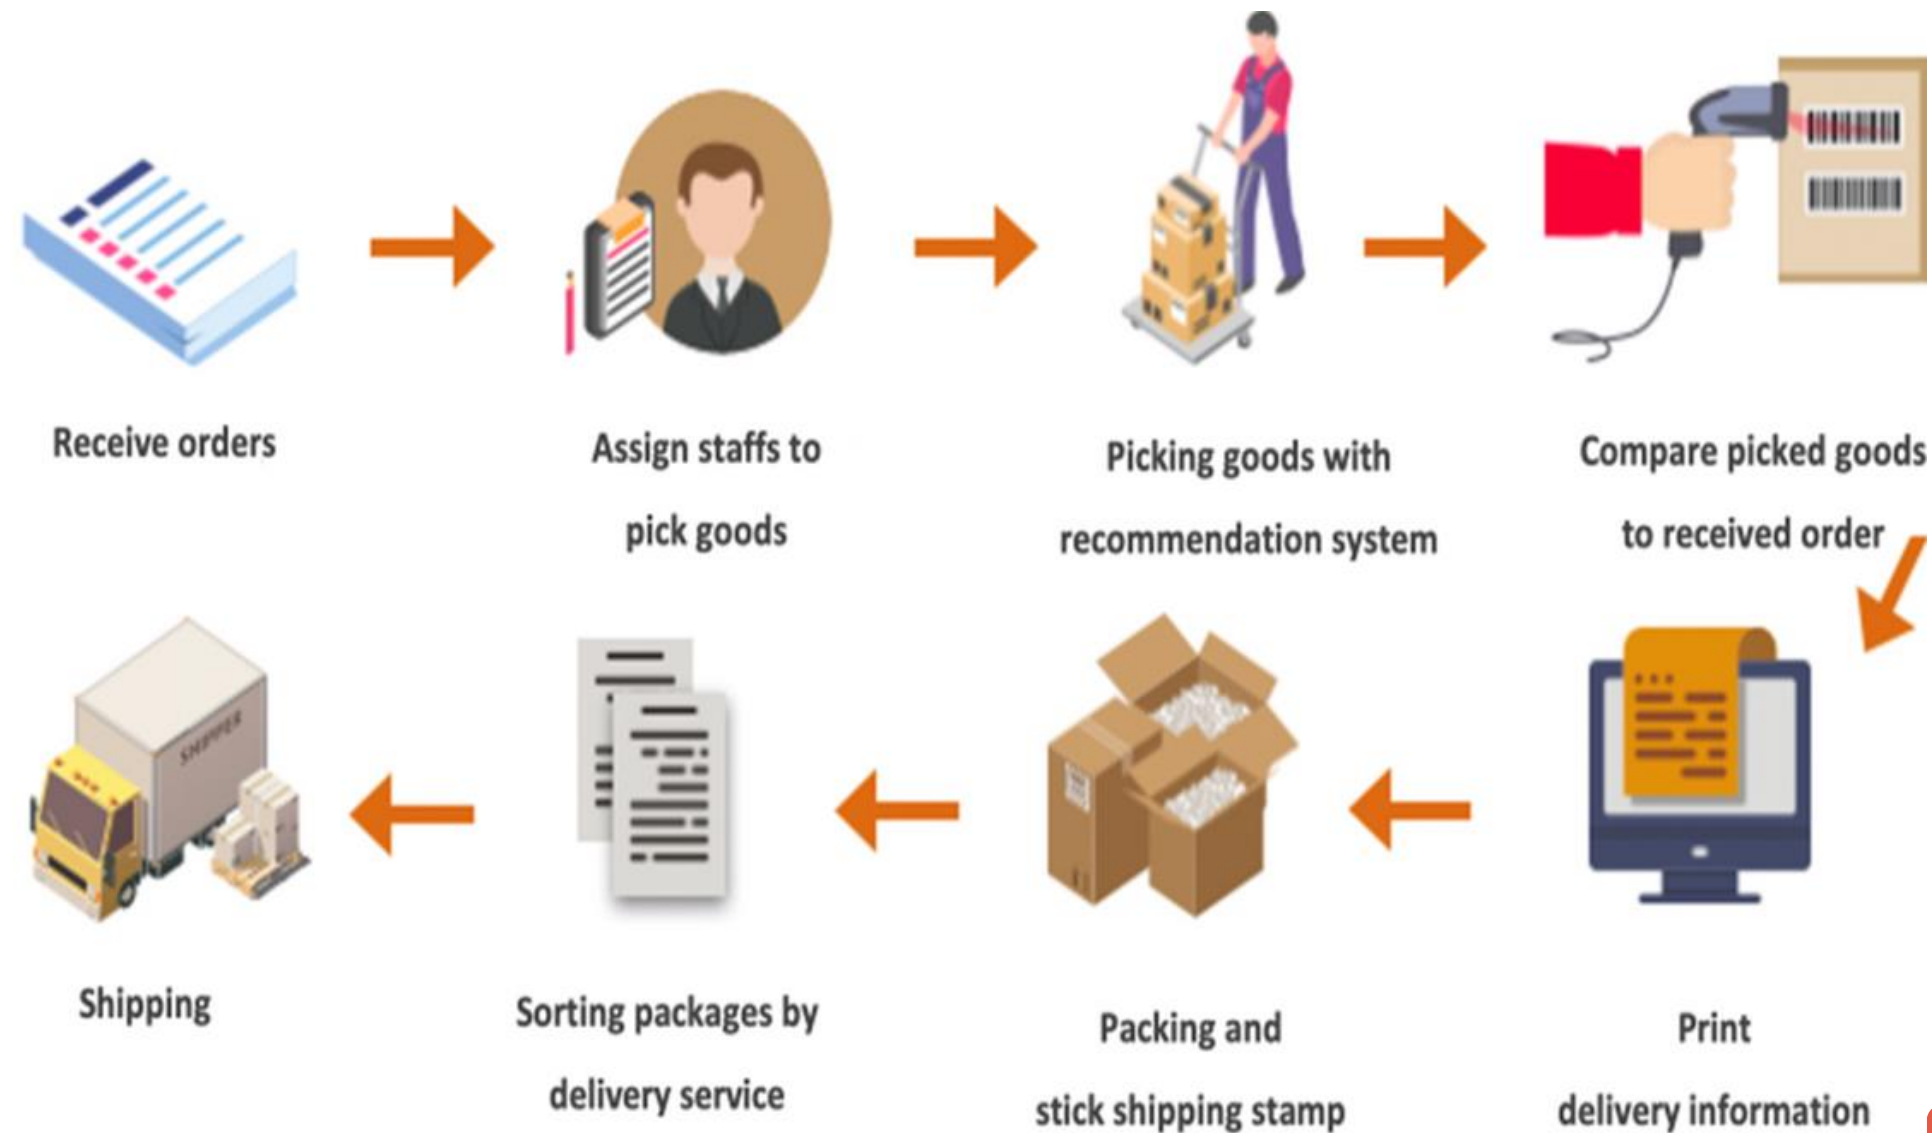 Receive orders
Assign staffs to
pick goods
Picking goods with
recommendation system
Compare picked goods
to received order
Print
delivery information
Packing and
stick shipping stamp
Sorting packages by
delivery service
SHIPPER
Shipping